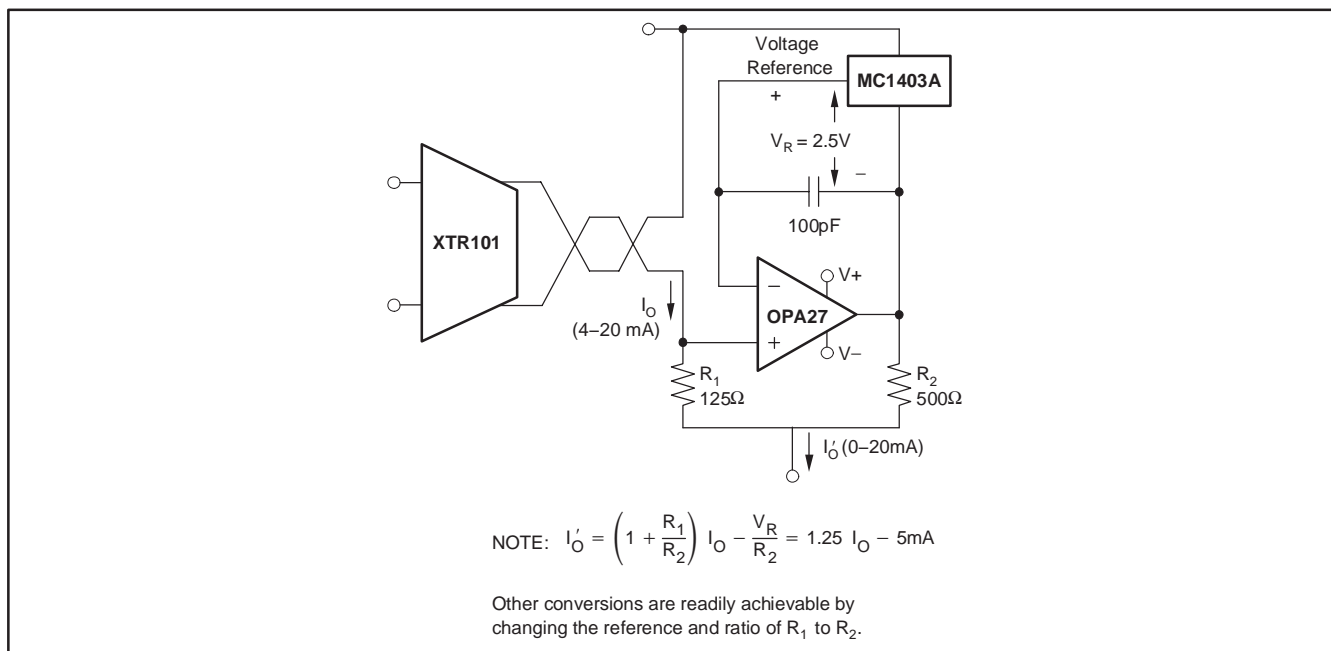 Voltage
Reference
MC1403A
+
V_R = 2.5V
−
100pF
XTR101
V+
−
OPA27
+
V−
I_O
(4–20 mA)
R_1
125Ω
R_2
500Ω
I′_O (0–20mA)
NOTE: I′_O = (1 + R_1/R_2) I_O − V_R/R_2 = 1.25 I_O − 5mA
Other conversions are readily achievable by
changing the reference and ratio of R_1 to R_2.